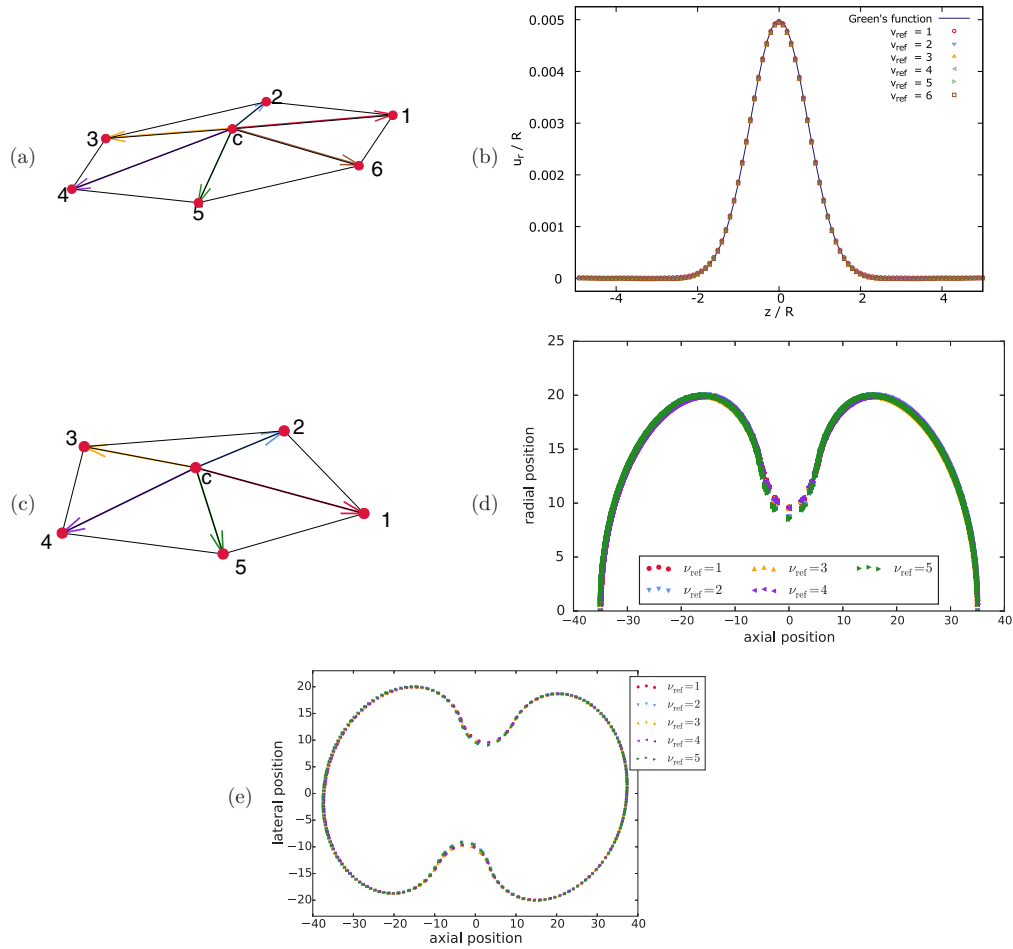 (a)
2
1
3
c
6
4
5
(b)
Green's function
v_ref = 1
v_ref = 2
v_ref = 3
v_ref = 4
v_ref = 5
v_ref = 6
0.005
0.004
0.003
0.002
0.001
0
u_r / R
-4 -2 0 2 4
z / R
(c)
3
2
c
1
4
5
(d)
25
20
15
10
5
0
radial position
ν_ref=1 ν_ref=3 ν_ref=5
ν_ref=2 ν_ref=4
−40 −30 −20 −10 0 10 20 30 40
axial position
(e)
20
15
10
5
0
−5
−10
−15
−20
lateral position
ν_ref=1
ν_ref=2
ν_ref=3
ν_ref=4
ν_ref=5
−40 −30 −20 −10 0 10 20 30 40
axial position